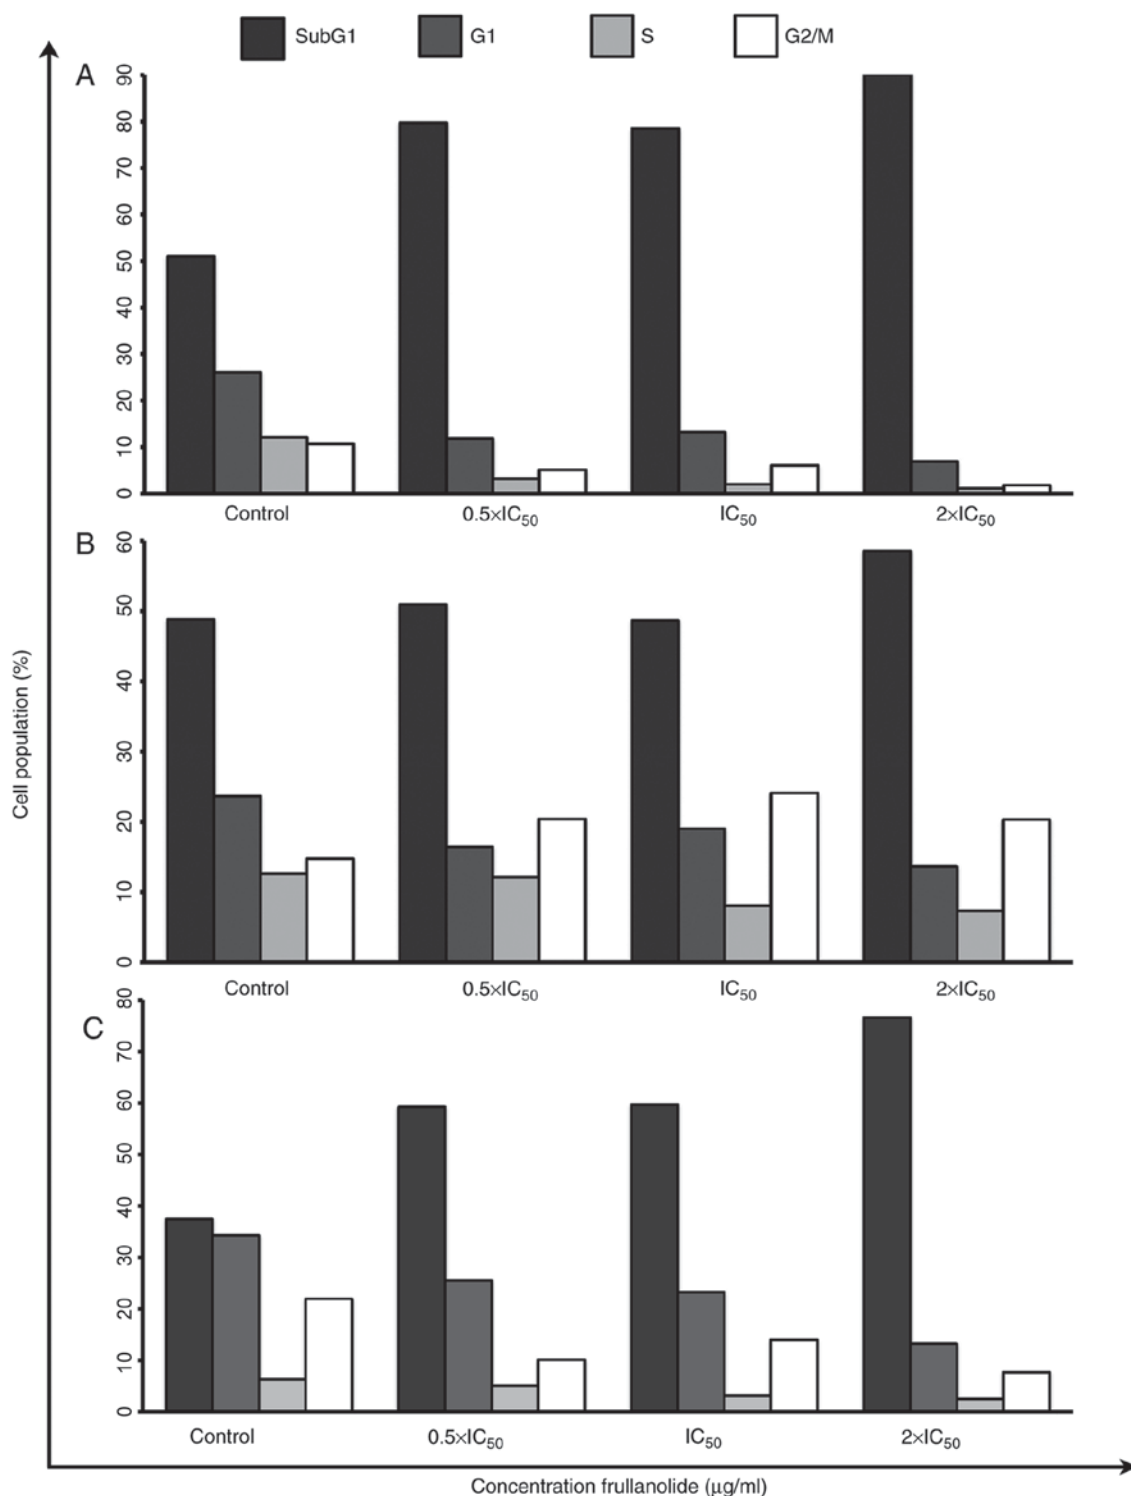 SubG1 G1 S G2/M
A
90
80
70
60
50
40
30
20
10
0
Control 0.5×IC50 IC50 2×IC50
B
60
50
40
30
20
10
0
Control 0.5×IC50 IC50 2×IC50
C
80
70
60
50
40
30
20
10
0
Control 0.5×IC50 IC50 2×IC50
Cell population (%)
Concentration frullanolide (µg/ml)